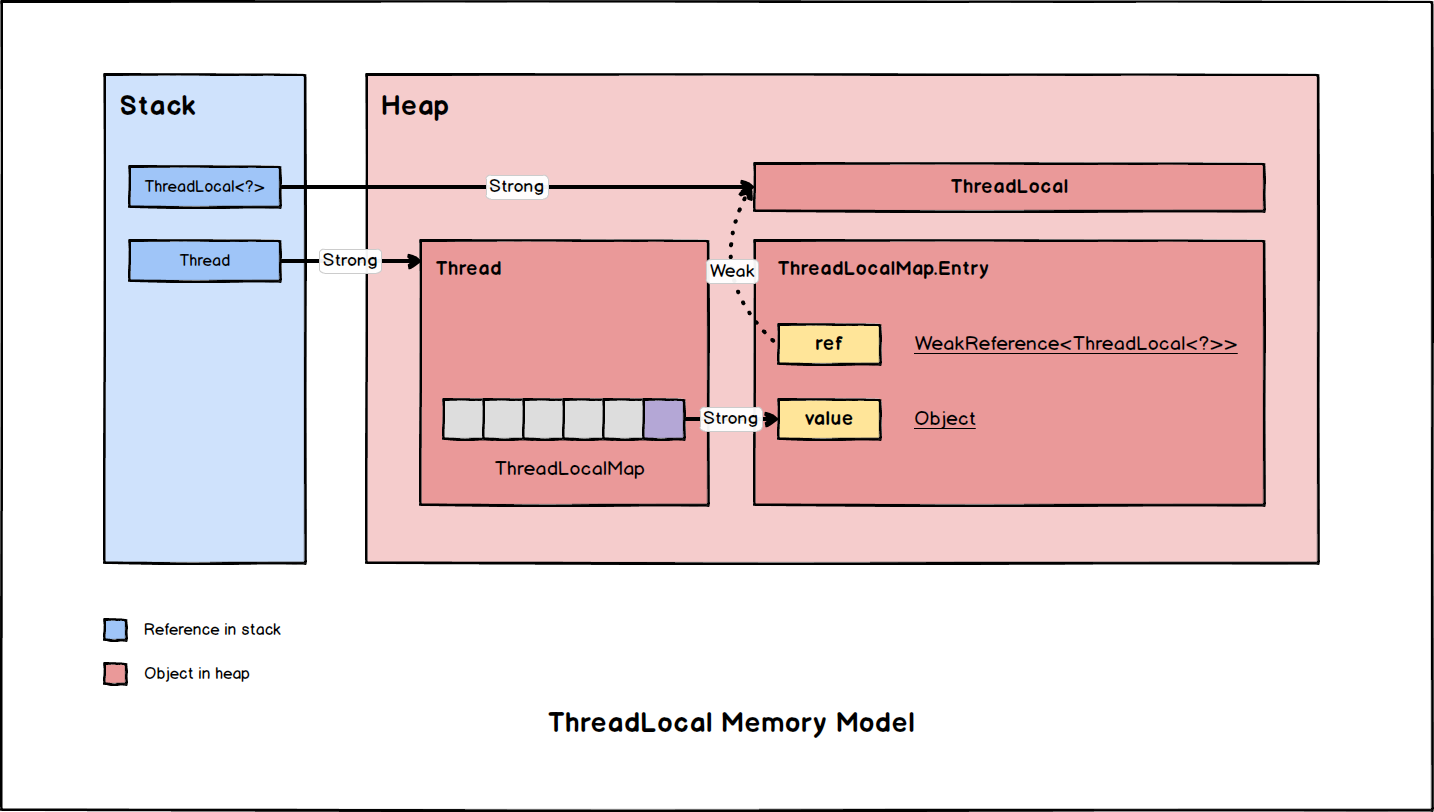 Stack
Heap
ThreadLocal<?>
Strong
ThreadLocal
Thread
Strong
Thread
Weak
ThreadLocalMap.Entry
ref
WeakReference<ThreadLocal<?>>
Strong
value
Object
ThreadLocalMap
Reference in stack
Object in heap
ThreadLocal Memory Model